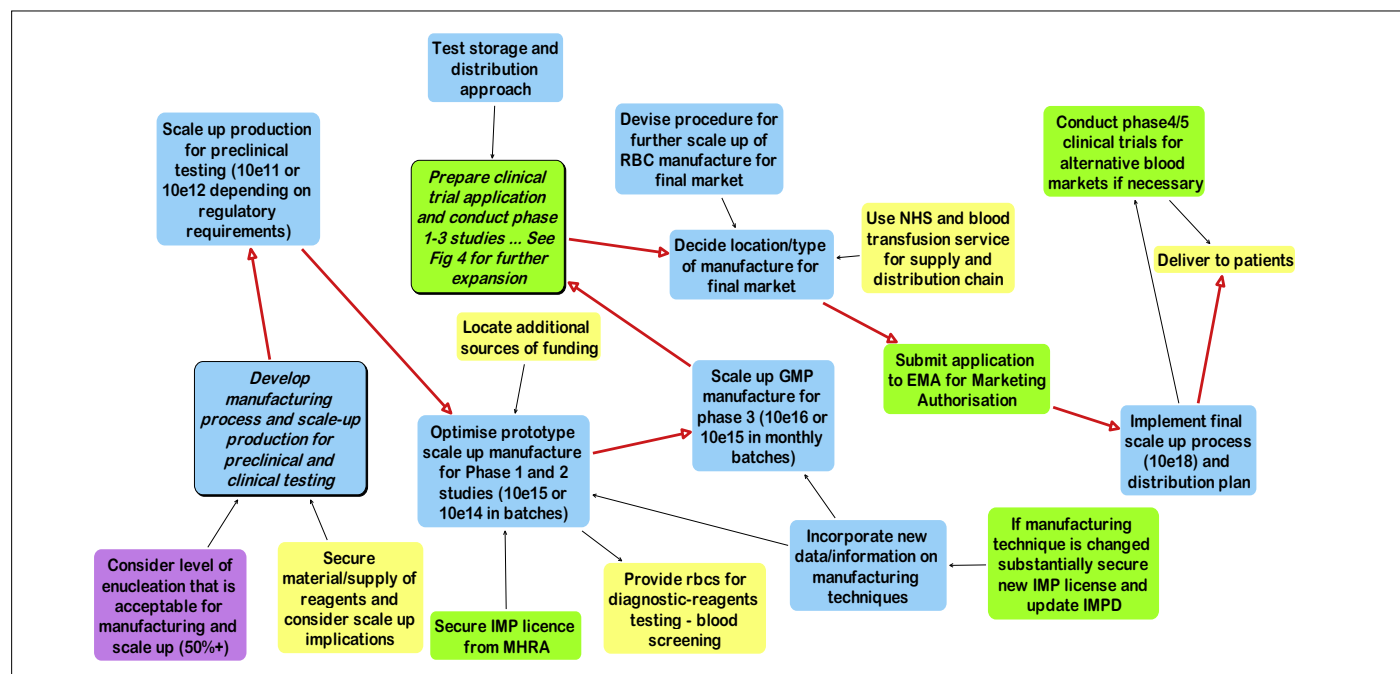 Test storage and
distribution
approach
Scale up production
for preclinical
testing (10e11 or
10e12 depending on
regulatory
requirements)
Devise procedure for
further scale up of
RBC manufacture for
final market
Conduct phase4/5
clinical trials for
alternative blood
markets if necessary
Prepare clinical
trial application
and conduct phase
1-3 studies ... See
Fig 4 for further
expansion
Use NHS and blood
transfusion service
for supply and
distribution chain
Decide location/type
of manufacture for
final market
Deliver to patients
Locate additional
sources of funding
Submit application
to EMA for Marketing
Authorisation
Develop
manufacturing
process and scale-up
production for
preclinical and
clinical testing
Scale up GMP
manufacture for
phase 3 (10e16 or
10e15 in monthly
batches)
Optimise prototype
scale up manufacture
for Phase 1 and 2
studies (10e15 or
10e14 in batches)
Implement final
scale up process
(10e18) and
distribution plan
Consider level of
enucleation that is
acceptable for
manufacturing and
scale up (50%+)
Secure
material/supply of
reagents and
consider scale up
implications
Secure IMP licence
from MHRA
Provide rbcs for
diagnostic-reagents
testing - blood
screening
Incorporate new
data/information on
manufacturing
techniques
If manufacturing
technique is changed
substantially secure
new IMP license and
update IMPD